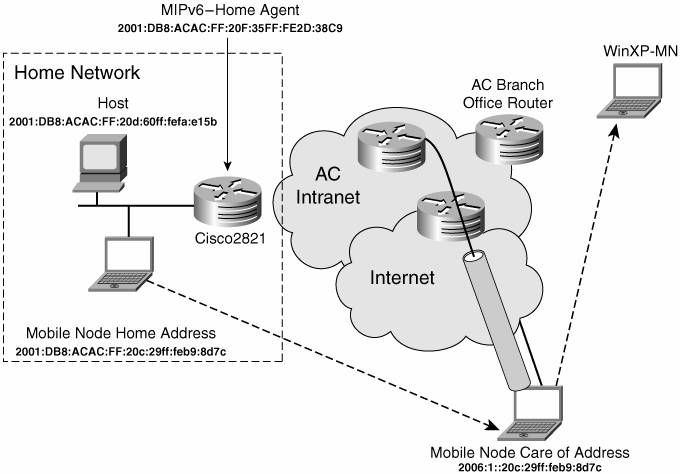 MIPv6–Home Agent
2001:DB8:ACAC:FF:20F:35FF:FE2D:38C9
Home Network
Host
2001:DB8:ACAC:FF:20d:60ff:fefa:e15b
Cisco2821
Mobile Node Home Address
2001:DB8:ACAC:FF:20c:29ff:feb9:8d7c
AC
Intranet
Internet
AC Branch
Office Router
WinXP-MN
Mobile Node Care of Address
2006:1::20c:29ff:feb9:8d7c